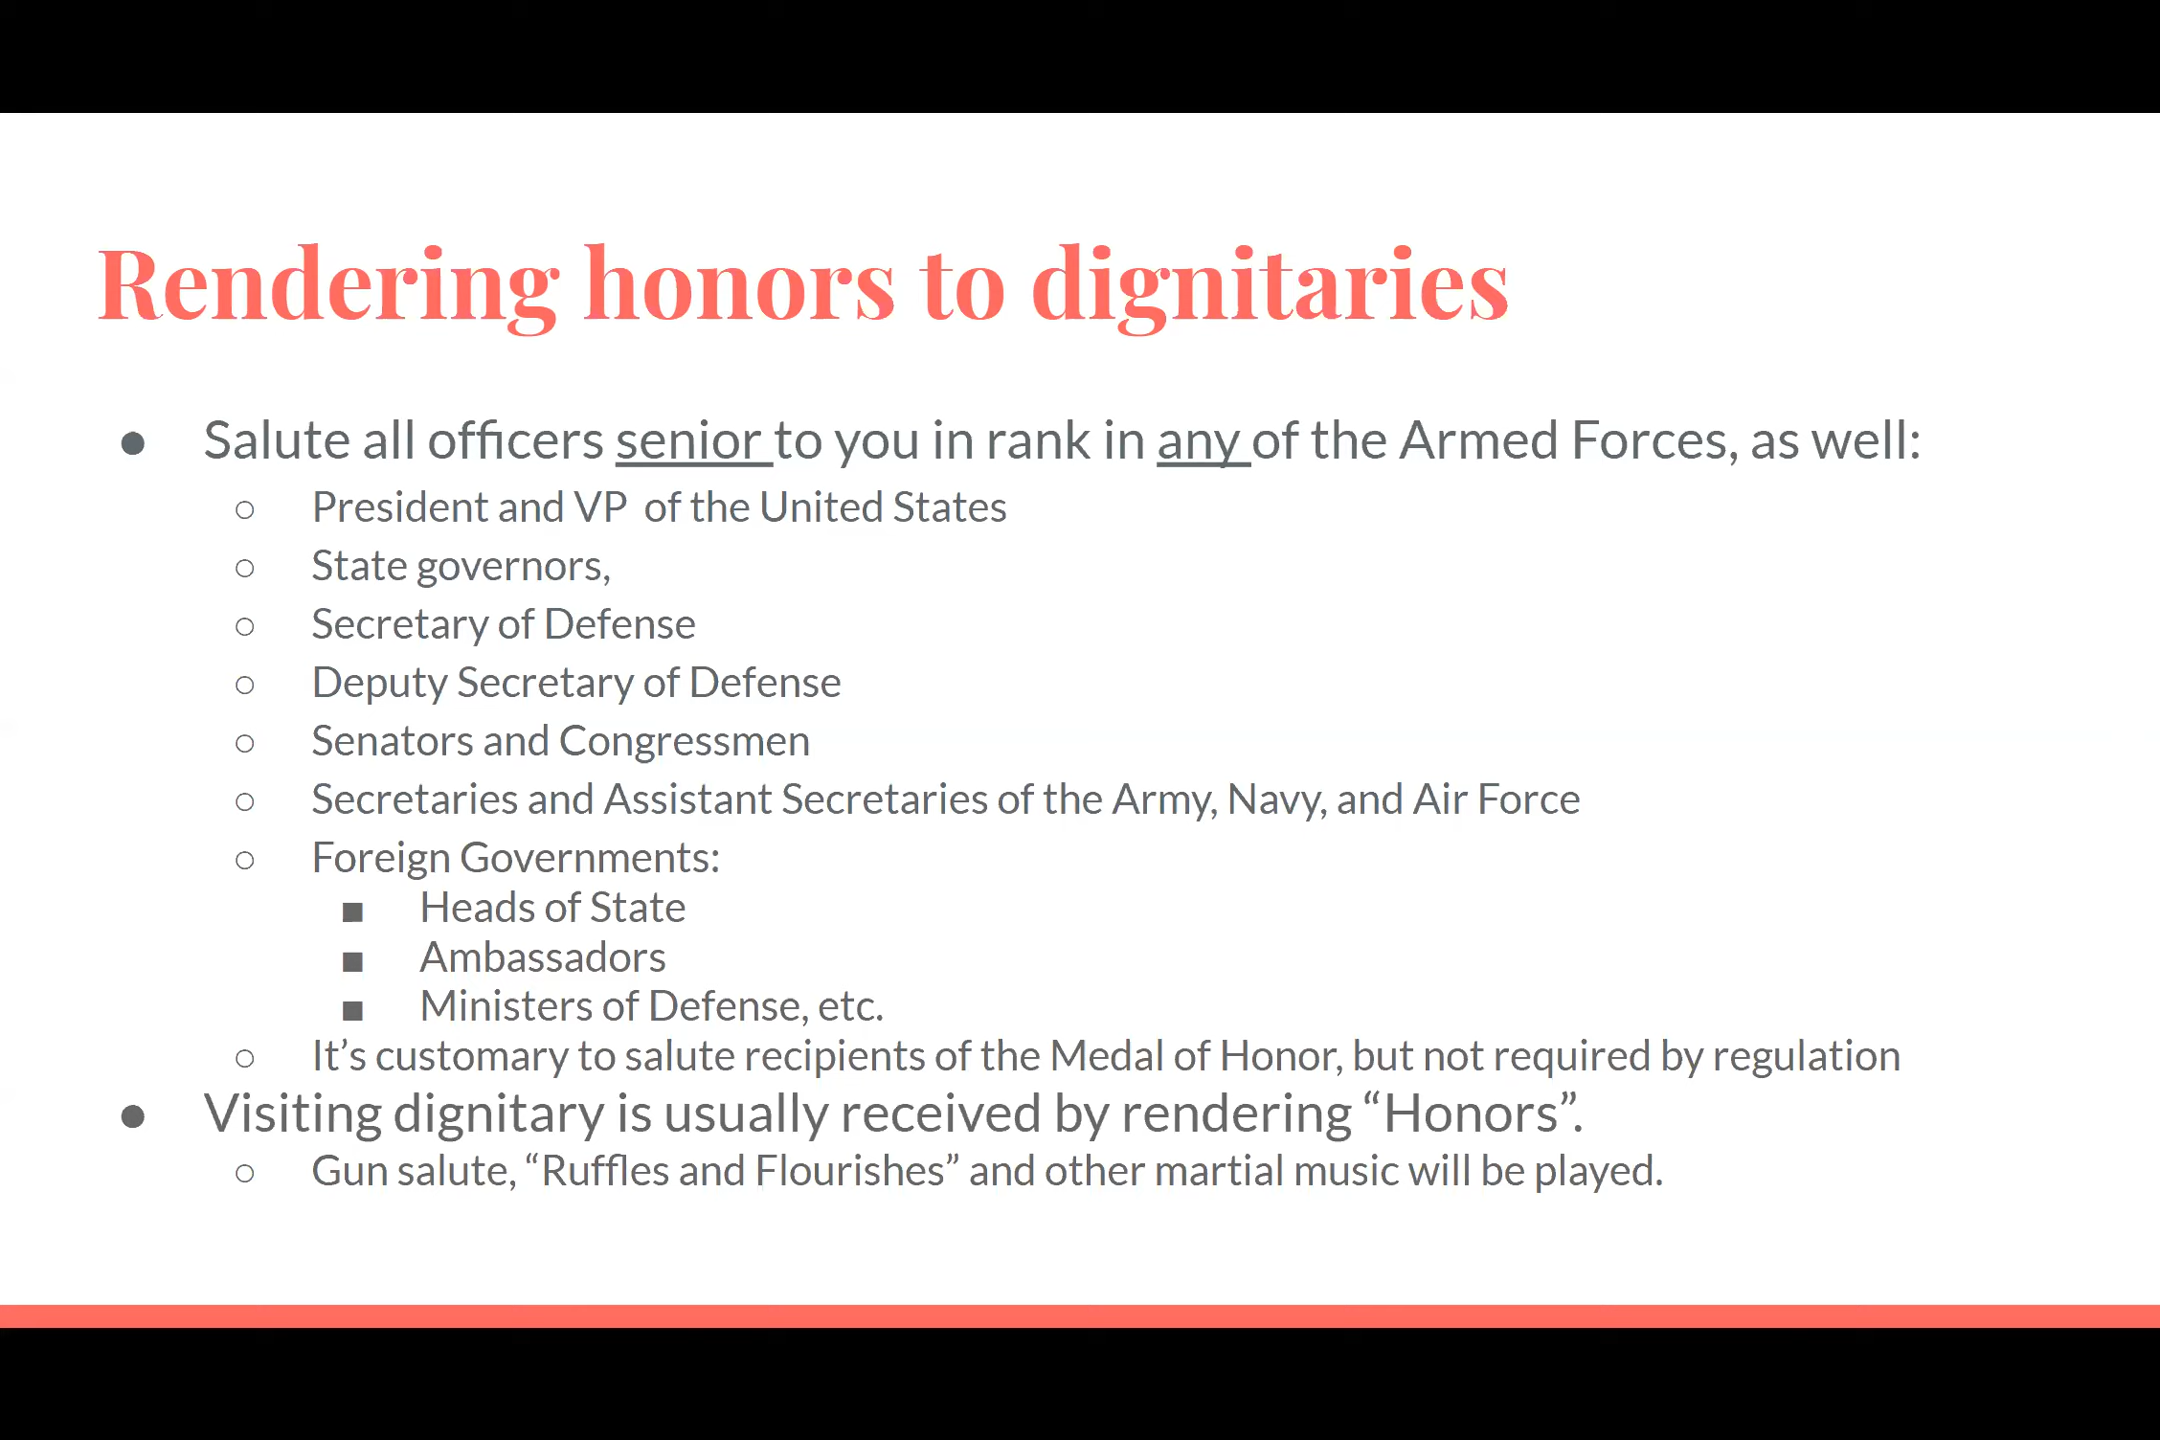 Rendering honors to dignitaries
● Salute all officers senior to you in rank in any of the Armed Forces, as well:
○ President and VP  of the United States
○ State governors,
○ Secretary of Defense
○ Deputy Secretary of Defense
○ Senators and Congressmen
○ Secretaries and Assistant Secretaries of the Army, Navy, and Air Force
○ Foreign Governments:
■ Heads of State
■ Ambassadors
■ Ministers of Defense, etc.
○ It’s customary to salute recipients of the Medal of Honor, but not required by regulation
● Visiting dignitary is usually received by rendering “Honors”.
○ Gun salute, “Ruffles and Flourishes” and other martial music will be played.